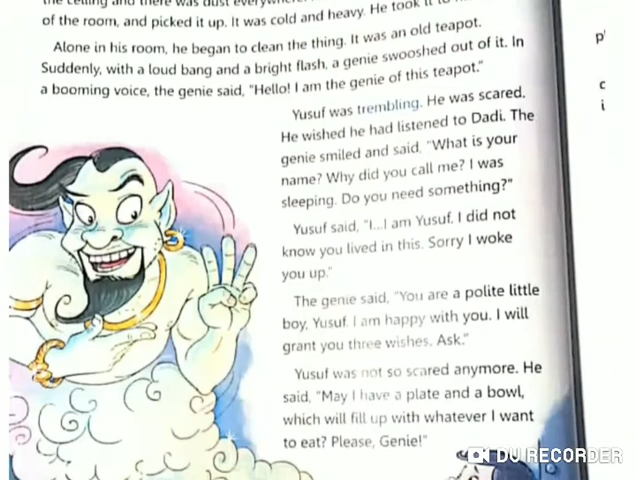 the ceiling and there was dust everywhere.
of the room, and picked it up. It was cold and heavy. He took it to
Alone in his room, he began to clean the thing. It was an old teapot.
Suddenly, with a loud bang and a bright flash, a genie swooshed out of it. In
a booming voice, the genie said, "Hello! I am the genie of this teapot."
Yusuf was trembling. He was scared.
He wished he had listened to Dadi. The
genie smiled and said, "What is your
name? Why did you call me? I was
sleeping. Do you need something?"
Yusuf said, "I...I am Yusuf. I did not
know you lived in this. Sorry I woke
you up."
The genie said, "You are a polite little
boy, Yusuf. I am happy with you. I will
grant you three wishes. Ask."
Yusuf was not so scared anymore. He
said, "May I have a plate and a bowl,
which will fill up with whatever I want
to eat? Please, Genie!"
DU RECORDER